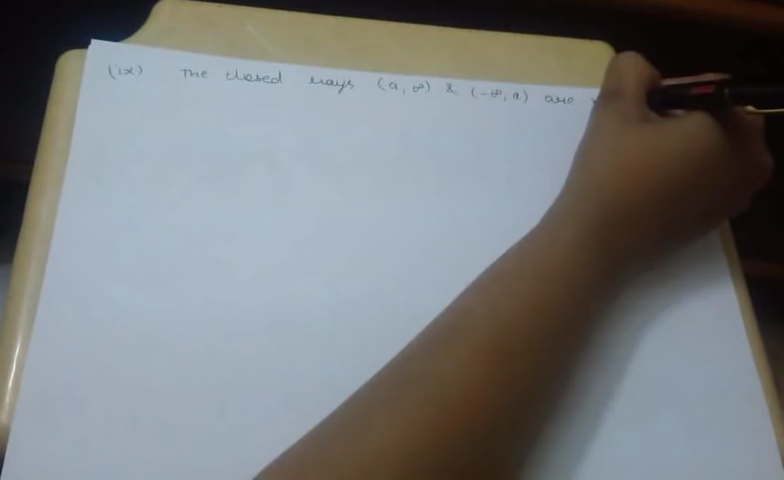 (ix) The closed rays (a, ∞) & (-∞, a) are